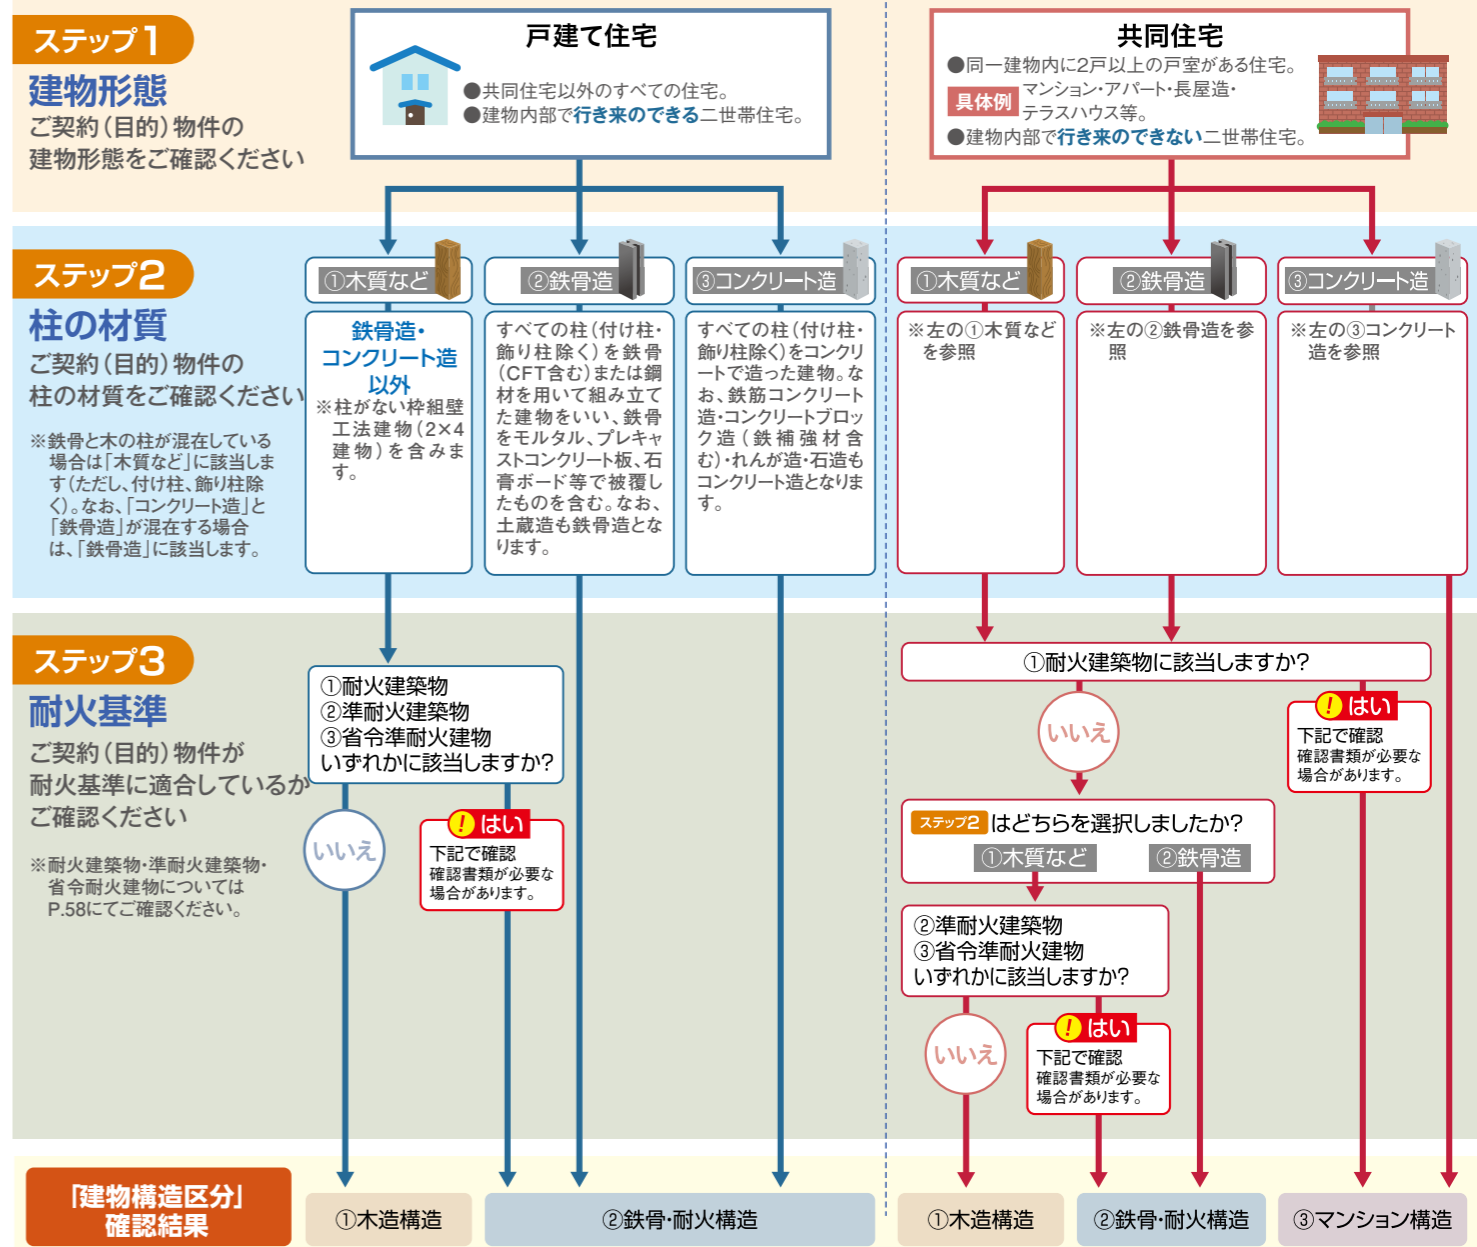 ステップ1
建物形態
ご契約(目的)物件の
建物形態をご確認ください
戸建て住宅
●共同住宅以外のすべての住宅。
●建物内部で行き来のできる二世帯住宅。
共同住宅
●同一建物内に2戸以上の戸室がある住宅。
具体例 マンション・アパート・長屋造・
テラスハウス等。
●建物内部で行き来のできない二世帯住宅。
ステップ2
柱の材質
ご契約(目的)物件の
柱の材質をご確認ください
※鉄骨と木の柱が混在している
場合は「木質など」に該当しま
す(ただし、付け柱、飾り柱除
く)。なお、「コンクリート造」と
「鉄骨造」が混在する場合
は、「鉄骨造」に該当します。
①木質など
鉄骨造・
コンクリート造
以外
※柱がない枠組壁
工法建物(2×4
建物)を含みま
す。
②鉄骨造
すべての柱(付け柱・
飾り柱除く)を鉄骨
(CFT含む)または鋼
材を用いて組み立て
た建物をいい、鉄骨
をモルタル、プレキャ
ストコンクリート板、石
膏ボード等で被覆し
たものを含む。なお、
土蔵造も鉄骨造とな
ります。
③コンクリート造
すべての柱(付け柱・
飾り柱除く)をコンクリ
ートで造った建物。な
お、鉄筋コンクリート
造・コンクリートブロッ
ク造(鉄補強材含
む)・れんが造・石造も
コンクリート造となりま
す。
①木質など
※左の①木質など
を参照
②鉄骨造
※左の②鉄骨造を参
照
③コンクリート造
※左の③コンクリート
造を参照
ステップ3
耐火基準
ご契約(目的)物件が
耐火基準に適合しているか
ご確認ください
※耐火建築物・準耐火建築物・
省令耐火建物については
P.58にてご確認ください。
①耐火建築物
②準耐火建築物
③省令準耐火建物
いずれかに該当しますか?
いいえ
! はい
下記で確認
確認書類が必要な
場合があります。
①耐火建築物に該当しますか?
いいえ
! はい
下記で確認
確認書類が必要な
場合があります。
ステップ2 はどちらを選択しましたか?
①木質など ②鉄骨造
②準耐火建築物
③省令準耐火建物
いずれかに該当しますか?
いいえ
! はい
下記で確認
確認書類が必要な
場合があります。
「建物構造区分」
確認結果
①木造構造
②鉄骨・耐火構造
①木造構造
②鉄骨・耐火構造
③マンション構造